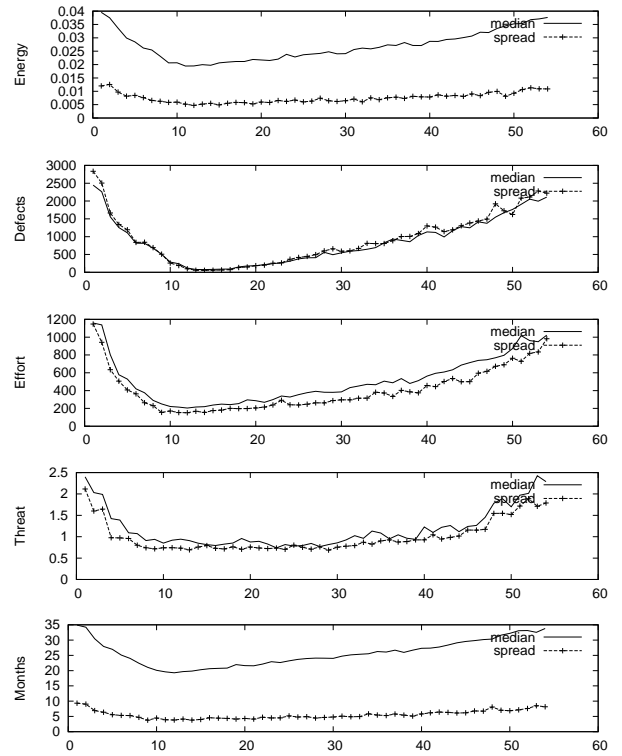 0.04
0.035
0.03
0.025
0.02
0.015
0.01
0.005
0
Energy
median
spread
0 10 20 30 40 50 60
3000
2500
2000
1500
1000
500
0
Defects
median
spread
0 10 20 30 40 50 60
1200
1000
800
600
400
200
0
Effort
median
spread
0 10 20 30 40 50 60
2.5
2
1.5
1
0.5
0
Threat
median
spread
0 10 20 30 40 50 60
35
30
25
20
15
10
5
0
Months
median
spread
0 10 20 30 40 50 60